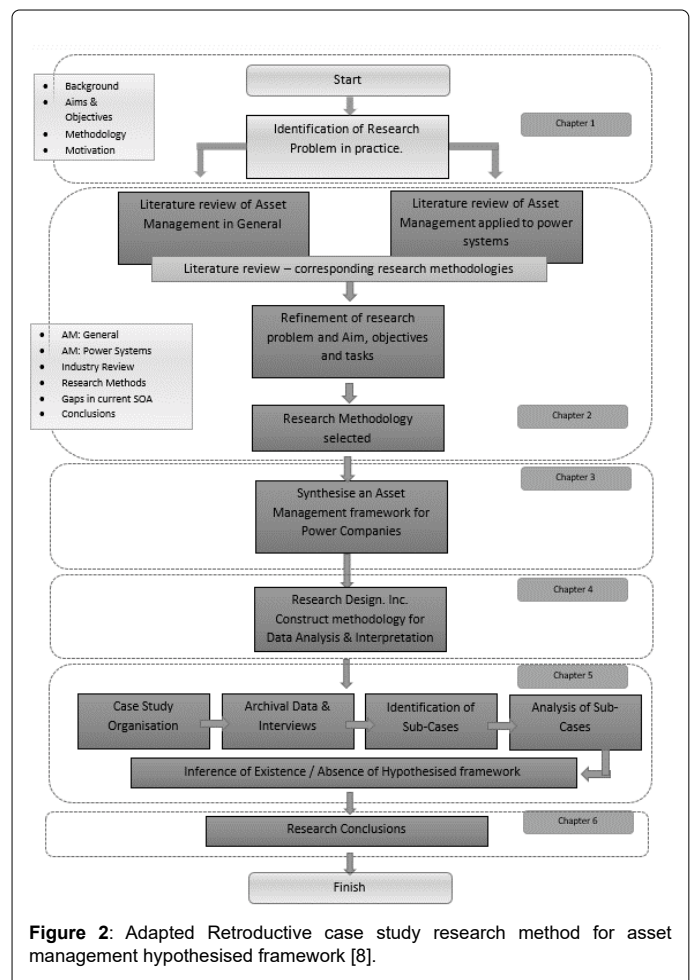 Start
• Background
• Aims &
Objectives
• Methodology
• Motivation
Identification of Research
Problem in practice.
Chapter 1
Literature review of Asset
Management in General
Literature review of Asset
Management applied to power
systems
Literature review – corresponding research methodologies
Refinement of research
problem and Aim, objectives
and tasks
• AM: General
• AM: Power Systems
• Industry Review
• Research Methods
• Gaps in current SOA
• Conclusions
Research Methodology
selected
Chapter 2
Chapter 3
Synthesise an Asset
Management framework for
Power Companies
Chapter 4
Research Design. Inc.
Construct methodology for
Data Analysis & Interpretation
Chapter 5
Case Study
Organisation
Archival Data &
Interviews
Identification of
Sub-Cases
Analysis of Sub-
Cases
Inference of Existence / Absence of Hypothesised framework
Chapter 6
Research Conclusions
Finish
Figure 2: Adapted Retroductive case study research method for asset
management hypothesised framework [8].